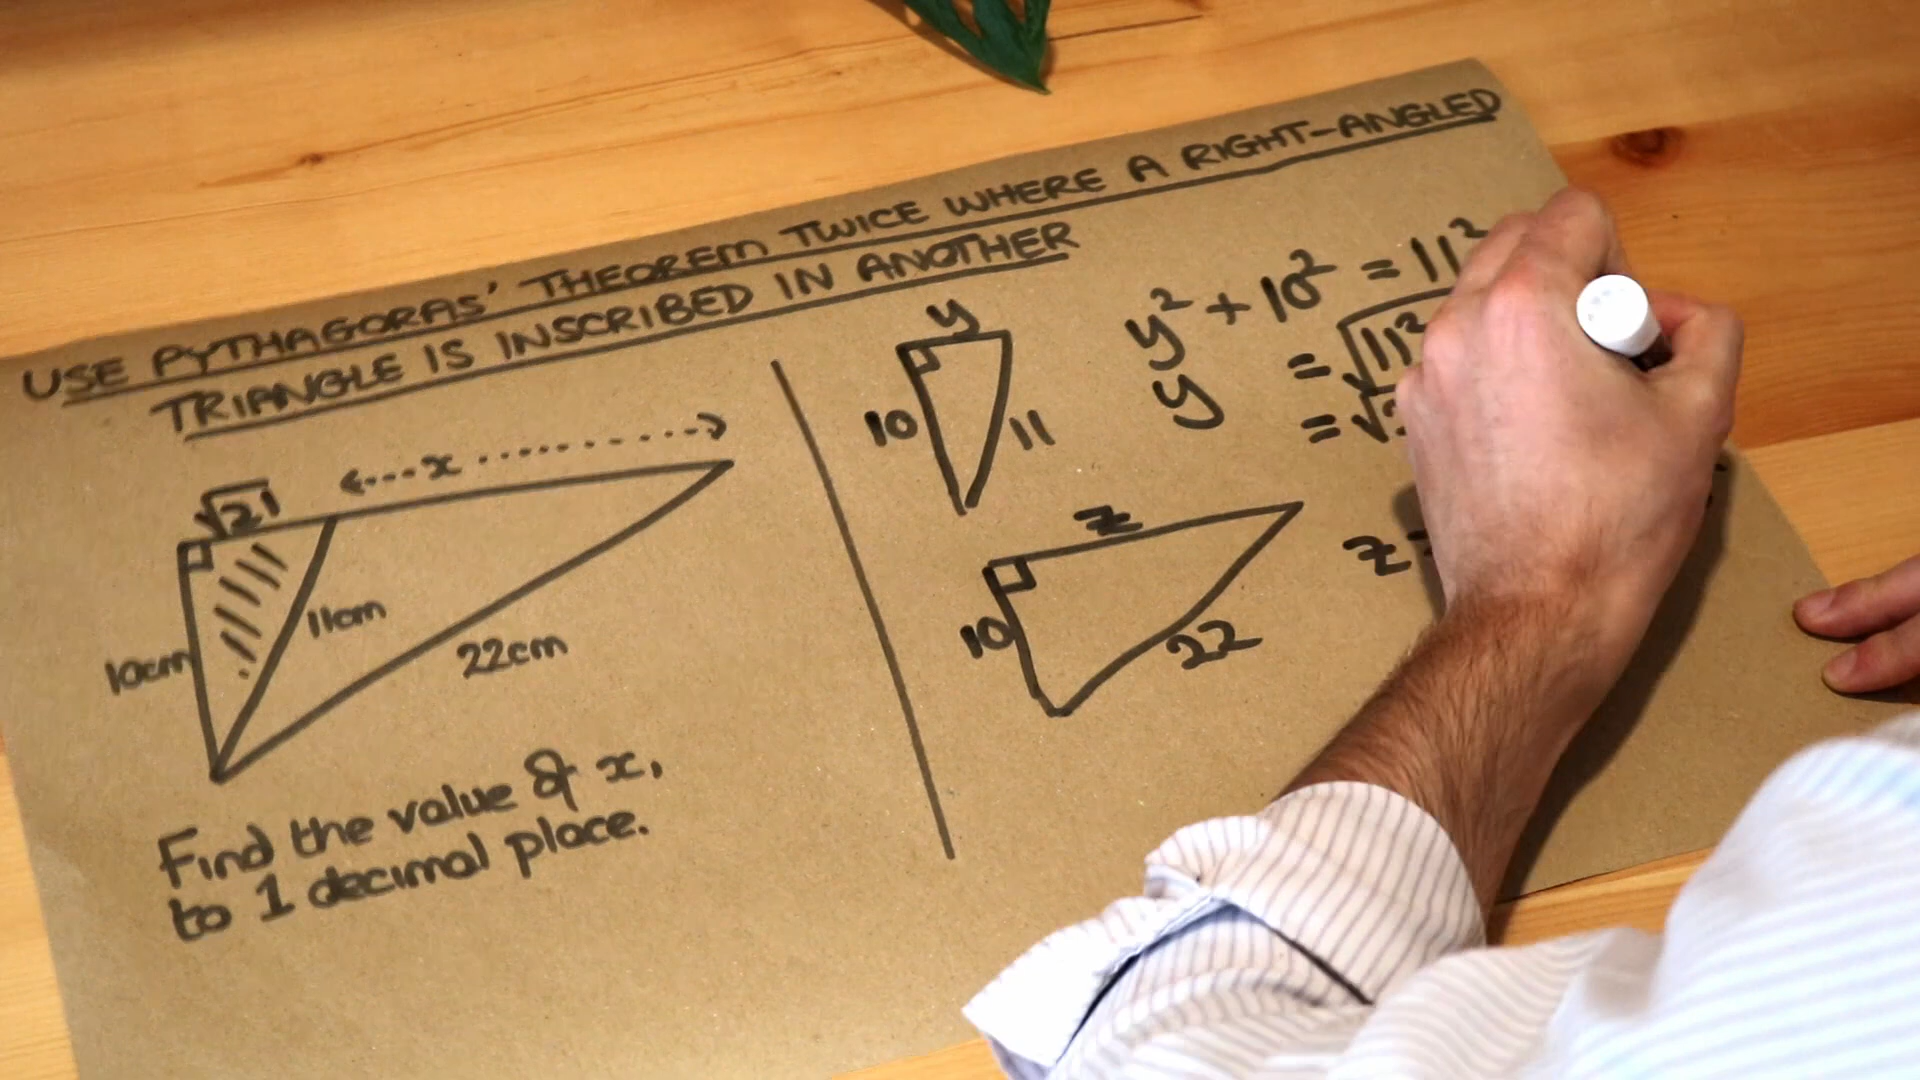 USE PYTHAGORAS' THEOREM TWICE WHERE A RIGHT-ANGLED
TRIANGLE IS INSCRIBED IN ANOTHER
x
√21
10cm
11cm
22cm
Find the value of x,
to 1 decimal place.
y
10
11
z
10
22
y² + 10² = 11²
y = √11²
= √
z =